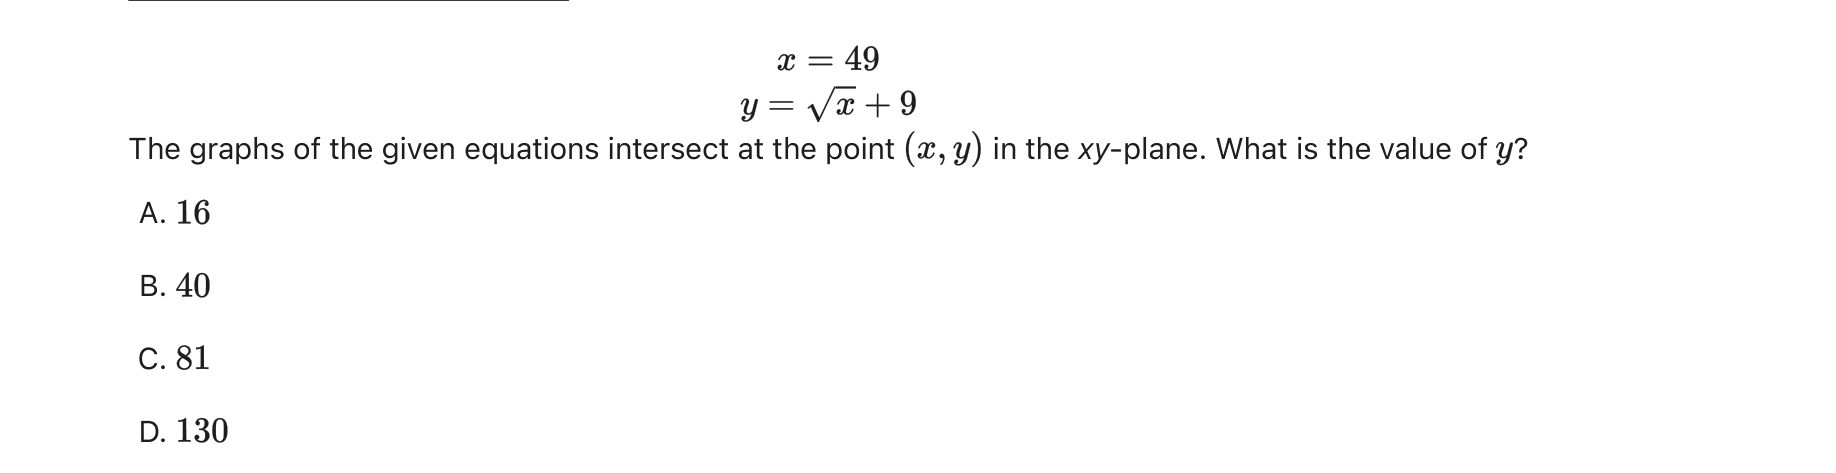 x = 49
y = √x + 9
The graphs of the given equations intersect at the point (x, y) in the xy-plane. What is the value of y?
A. 16
B. 40
C. 81
D. 130